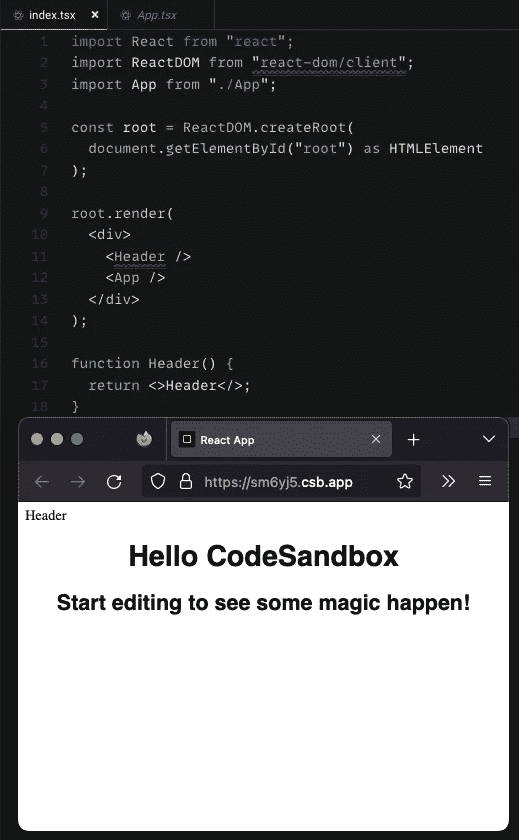 index.tsx × App.tsx
1 import React from "react";
2 import ReactDOM from "react-dom/client";
3 import App from "./App";
4
5 const root = ReactDOM.createRoot(
6 document.getElementById("root") as HTMLElement
7 );
8
9 root.render(
10 <div>
11 <Header />
12 <App />
13 </div>
14 );
15
16 function Header() {
17 return <>Header</>;
18 }
React App
https://sm6yj5.csb.app
Header
Hello CodeSandbox
Start editing to see some magic happen!